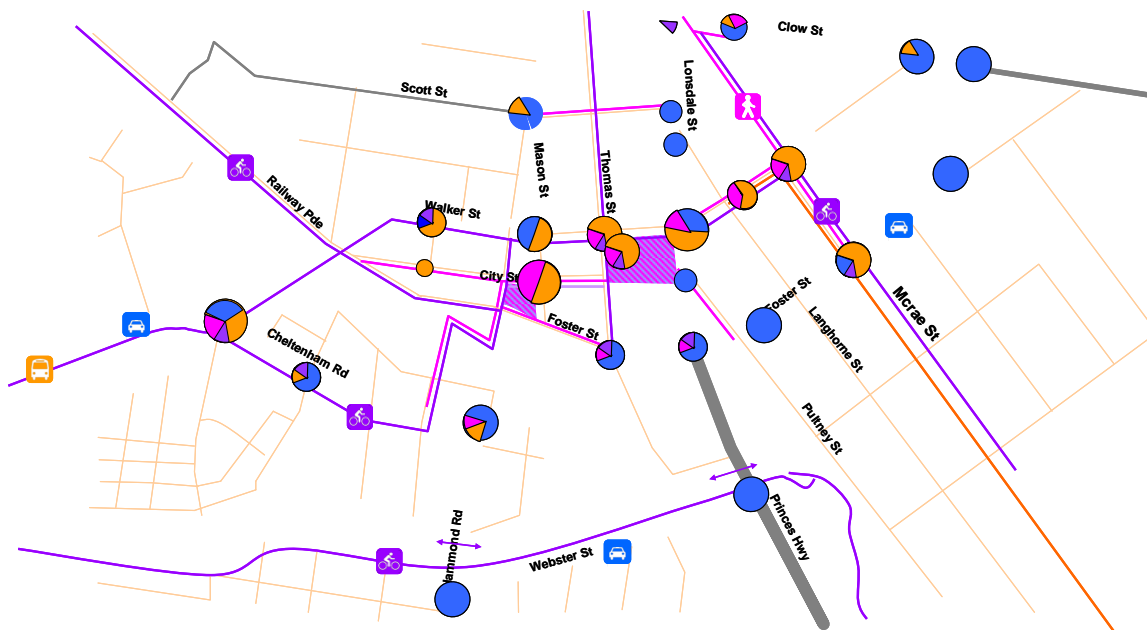 Clow St
Scott St
Lonsdale St
Mason St
Thomas St
Railway Pde
Walker St
City St
Foster St
Foster St
Mcrae St
Langhorne St
Cheltenham Rd
Pultney St
Princes Hwy
ammond Rd
Webster St